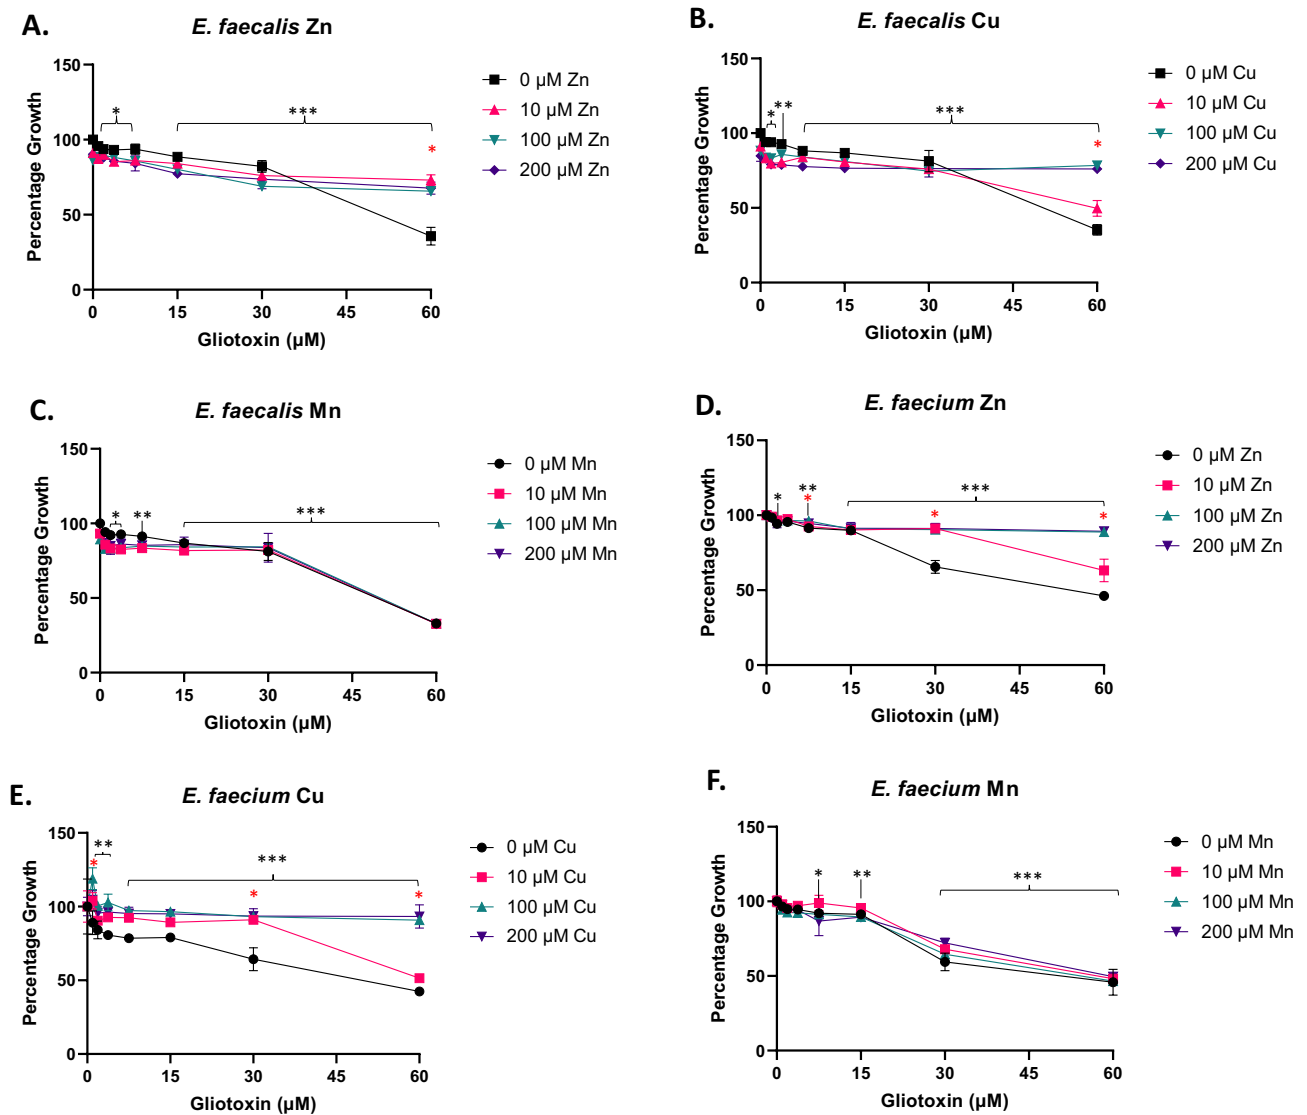 A.
E. faecalis Zn
150
100
50
0
0 15 30 45 60
Percentage Growth
Gliotoxin (µM)
* ***
*
0 µM Zn
10 µM Zn
100 µM Zn
200 µM Zn
B.
E. faecalis Cu
150
100
50
0
0 15 30 45 60
Percentage Growth
Gliotoxin (µM)
* ** ***
*
0 µM Cu
10 µM Cu
100 µM Cu
200 µM Cu
C.
E. faecalis Mn
150
100
50
0
0 15 30 45 60
Percentage Growth
Gliotoxin (µM)
* ** ***
0 µM Mn
10 µM Mn
100 µM Mn
200 µM Mn
D.
E. faecium Zn
150
100
50
0
0 15 30 45 60
Percentage Growth
Gliotoxin (µM)
* ** ***
* * *
0 µM Zn
10 µM Zn
100 µM Zn
200 µM Zn
E.
E. faecium Cu
150
100
50
0
0 15 30 45 60
Percentage Growth
Gliotoxin (µM)
** ***
* * *
0 µM Cu
10 µM Cu
100 µM Cu
200 µM Cu
F.
E. faecium Mn
150
100
50
0
0 15 30 45 60
Percentage Growth
Gliotoxin (µM)
* ** ***
0 µM Mn
10 µM Mn
100 µM Mn
200 µM Mn